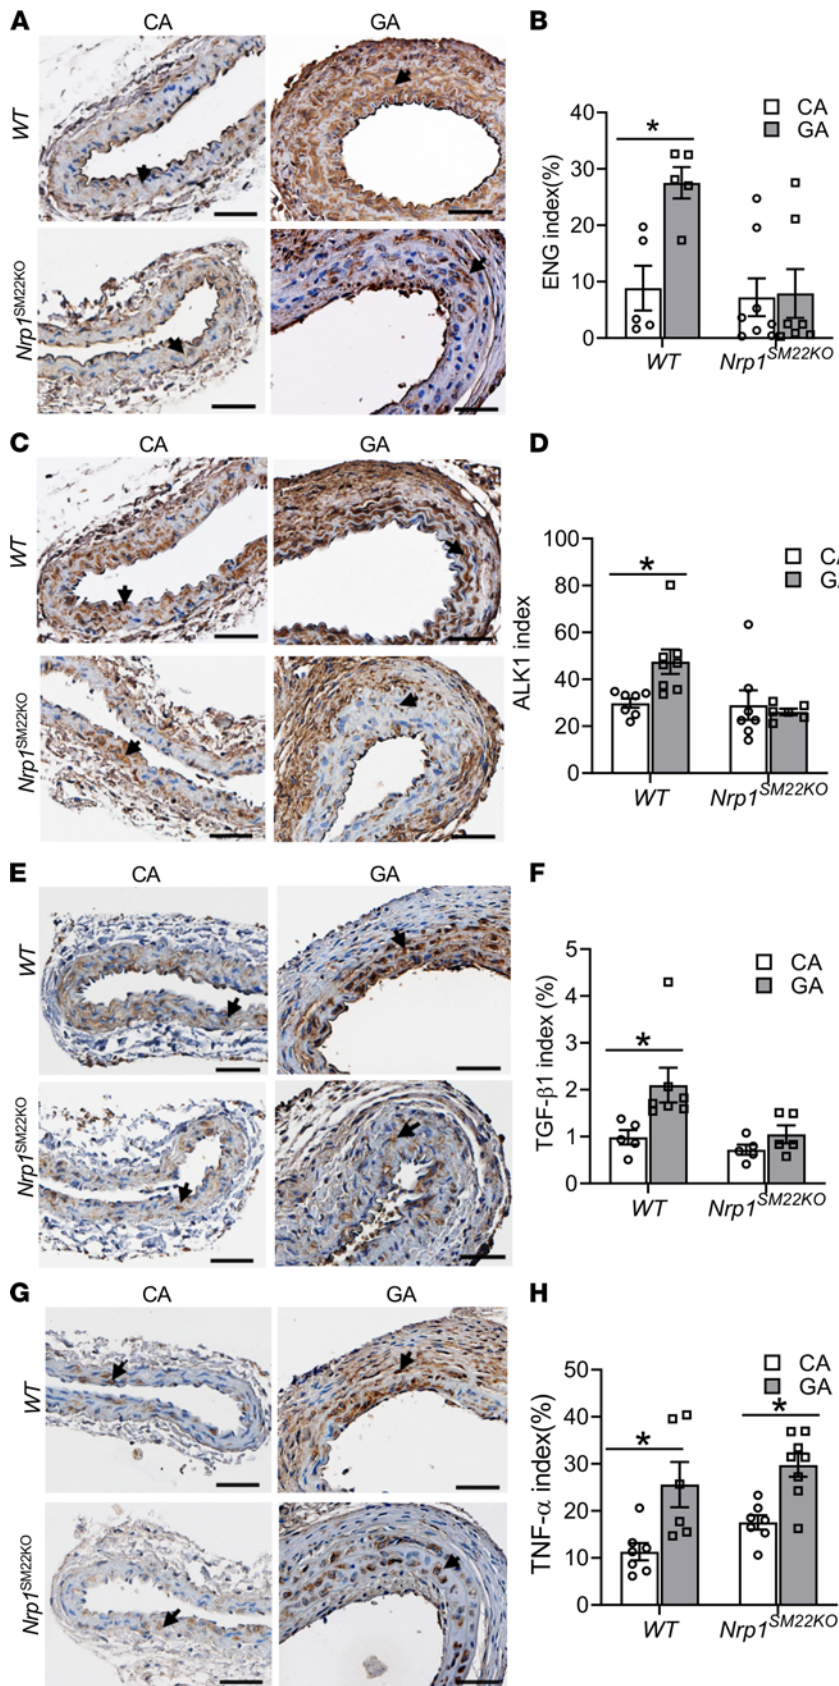 A
CA
GA
WT
Nrp1SM22KO
B
CA
GA
ENG index(%)
40
30
20
10
0
*
WT
Nrp1SM22KO
C
CA
GA
WT
Nrp1SM22KO
D
CA
GA
ALK1 index
100
80
60
40
20
0
*
WT
Nrp1SM22KO
E
CA
GA
WT
Nrp1SM22KO
F
CA
GA
TGF-β1 index (%)
5
4
3
2
1
0
*
WT
Nrp1SM22KO
G
CA
GA
WT
Nrp1SM22KO
H
CA
GA
TNF-α index(%)
50
40
30
20
10
0
*
*
WT
Nrp1SM22KO